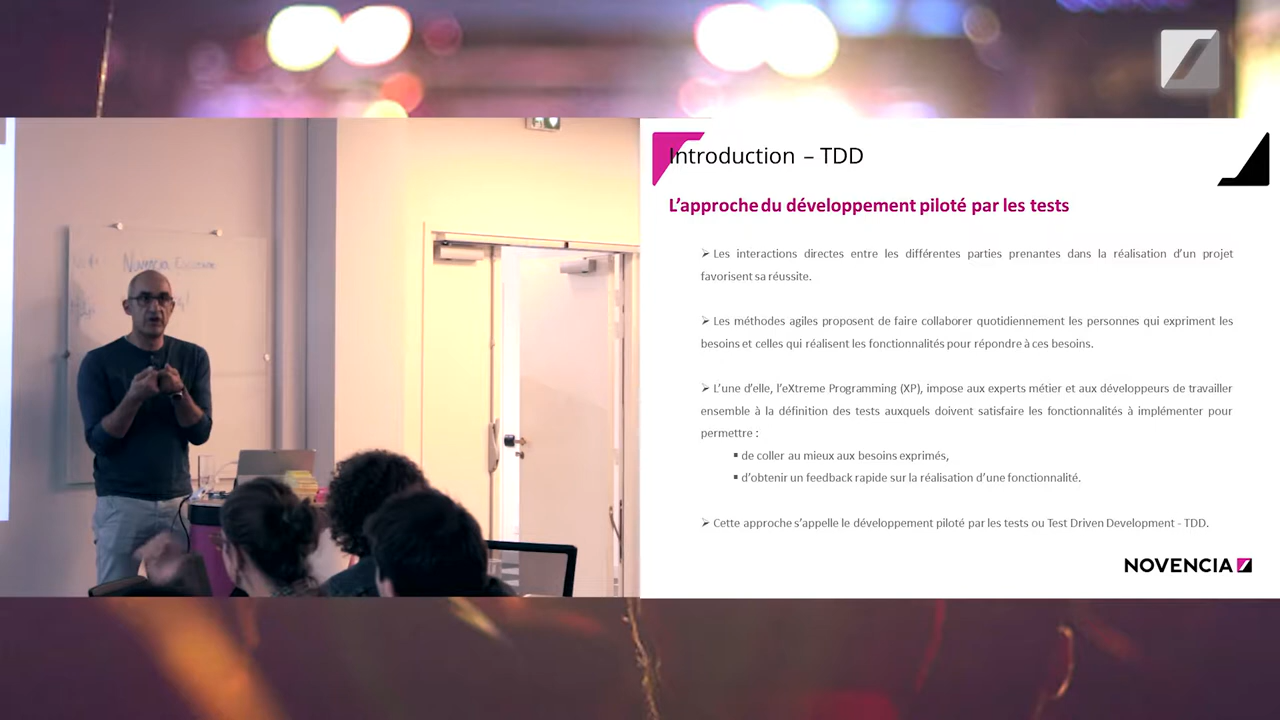 Introduction – TDD
L'approche du développement piloté par les tests
➢ Les interactions directes entre les différentes parties prenantes dans la réalisation d'un projet
favorisent sa réussite.
➢ Les méthodes agiles proposent de faire collaborer quotidiennement les personnes qui expriment les
besoins et celles qui réalisent les fonctionnalités pour répondre à ces besoins.
➢ L'une d'elle, l'eXtreme Programming (XP), impose aux experts métier et aux développeurs de travailler
ensemble à la définition des tests auxquels doivent satisfaire les fonctionnalités à implémenter pour
permettre :
▪ de coller au mieux aux besoins exprimés,
▪ d'obtenir un feedback rapide sur la réalisation d'une fonctionnalité.
➢ Cette approche s'appelle le développement piloté par les tests ou Test Driven Development - TDD.
NOVENCIA